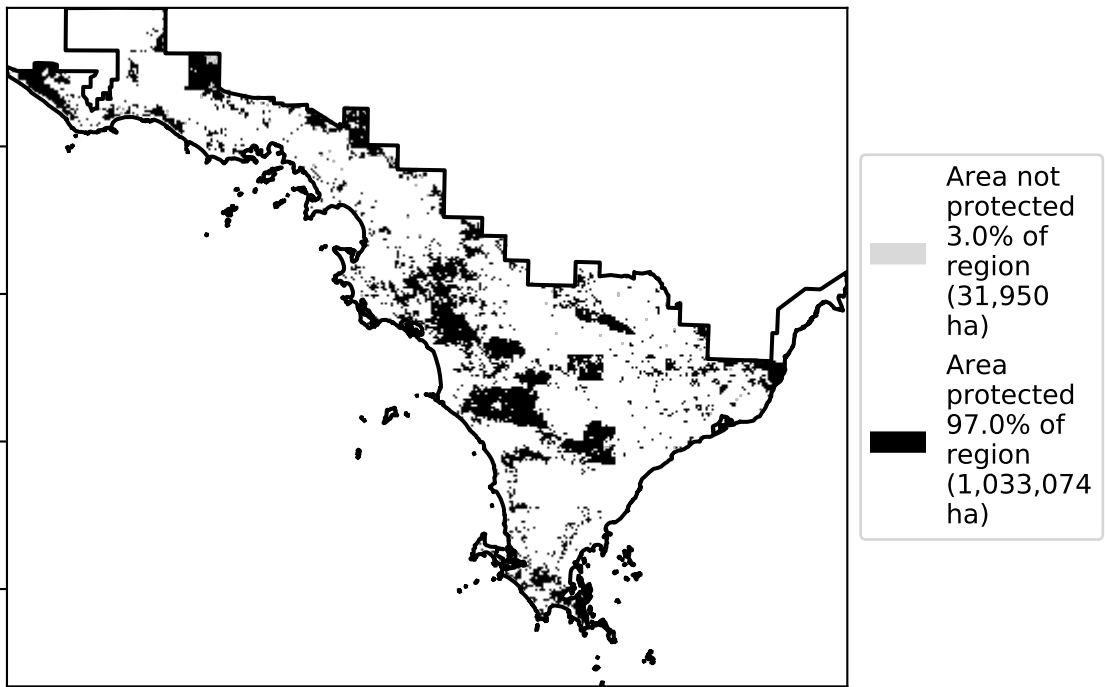 Area not
protected
3.0% of
region
(31,950
ha)
Area
protected
97.0% of
region
(1,033,074
ha)